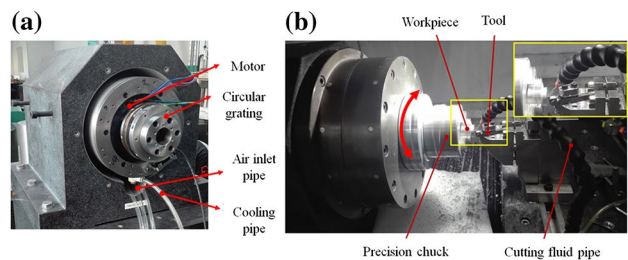 (a)
Motor
Circular
grating
Air inlet
pipe
Cooling
pipe
(b)
Workpiece
Tool
Precision chuck
Cutting fluid pipe